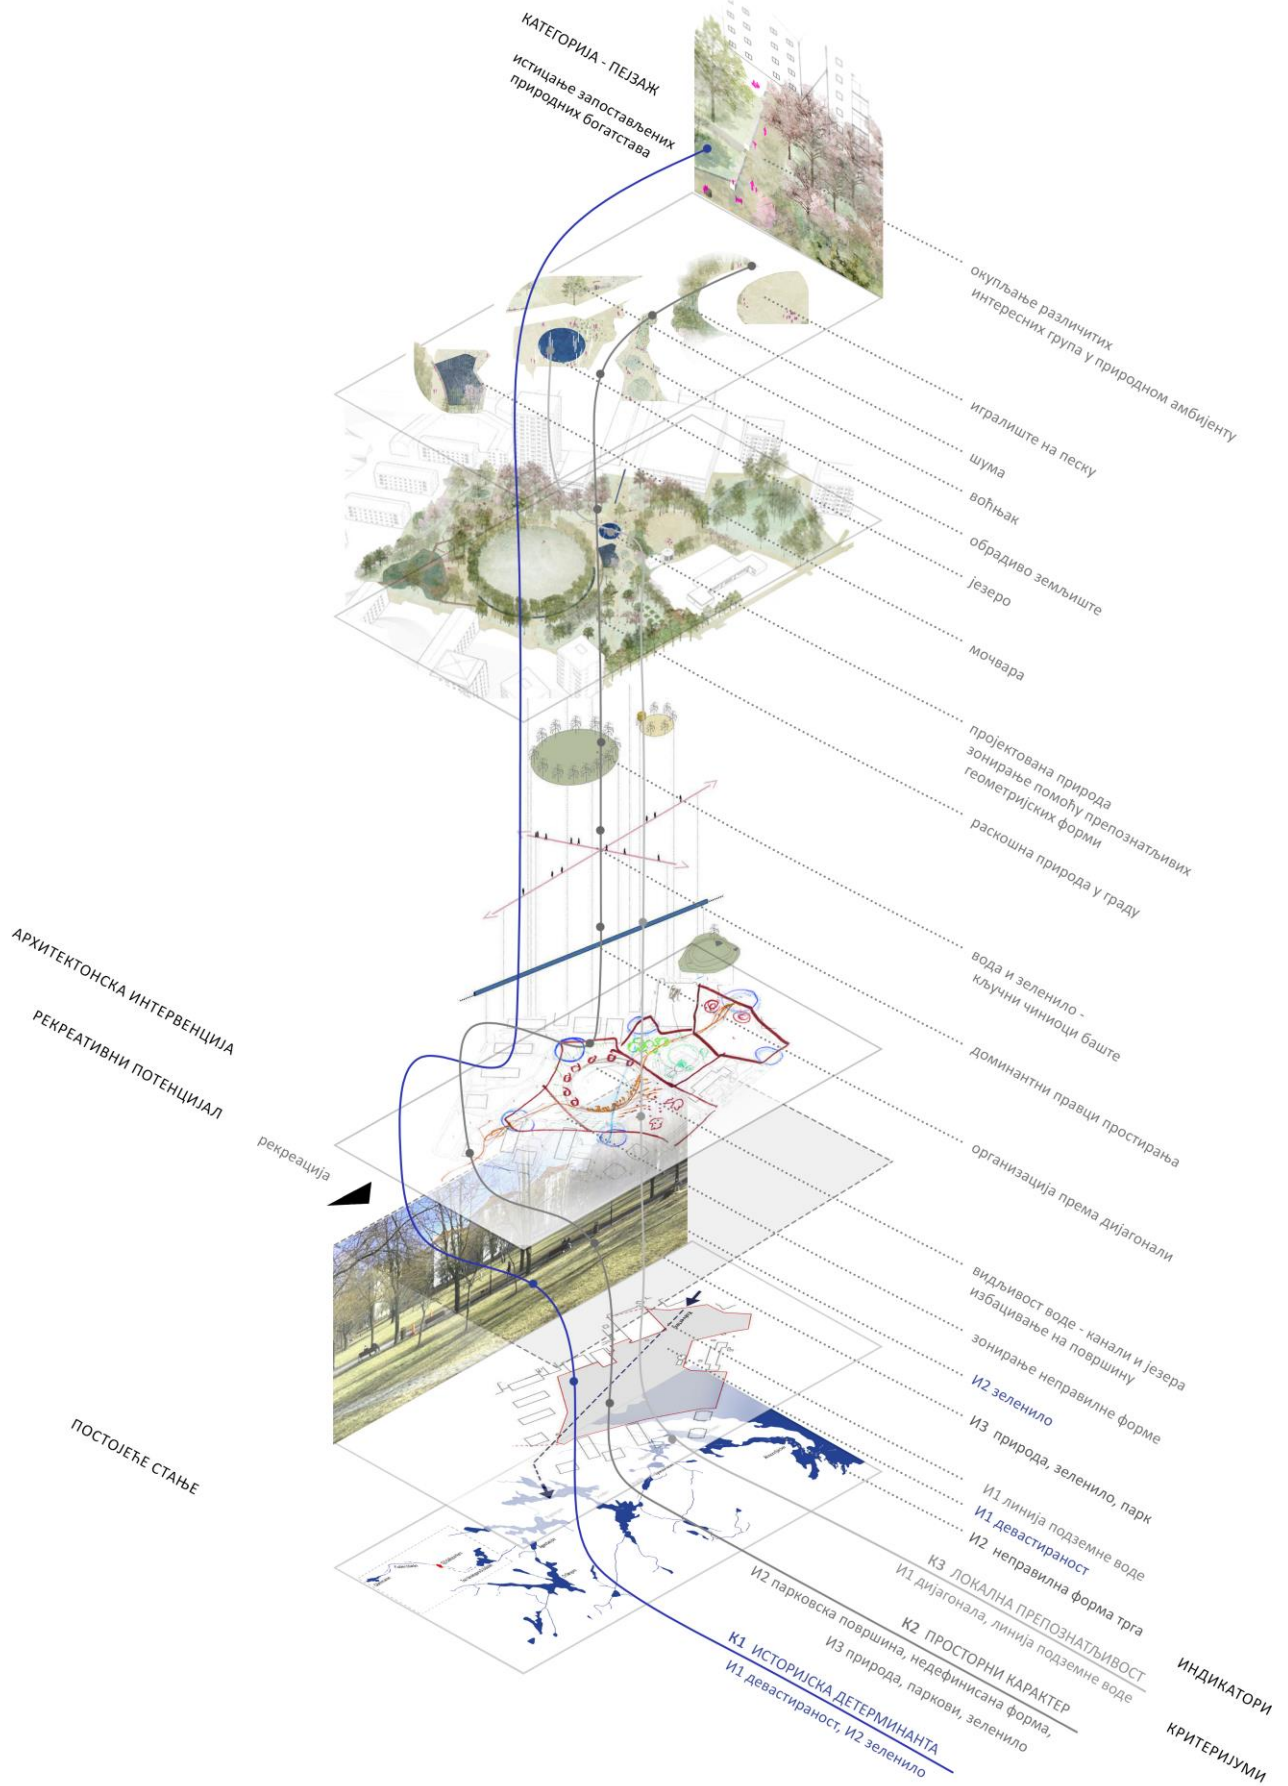 КАТЕГОРИЈА - ПЕЈЗАЖ
истицање запостављених
природних богатстава
окупљање различитих
интересних група у природном амбијенту
игралиште на песку
шума
воћњак
обрадиво земљиште
језеро
мочвара
пројектована природа
зонирање помоћу препознатљивих
геометријских форми
раскошна природа у граду
вода и зеленило -
кључни чиниоци баште
доминантни правци простирања
организација према дијагонали
видљивост воде - канали и језера
избацивање на површину
зонирање неправилне форме
И2 зеленило
И3 природа, зеленило, парк
И1 линија подземне воде
И1 девастираност
И2 неправилна форма трга
АРХИТЕКТОНСКА ИНТЕРВЕНЦИЈА
РЕКРЕАТИВНИ ПОТЕНЦИЈАЛ
рекреација
ПОСТОЈЕЋЕ СТАЊЕ
К3 ЛОКАЛНА ПРЕПОЗНАТЉИВОСТ
И1 дијагонала, линија подземне воде
К2 ПРОСТОРНИ КАРАКТЕР
И2 парковска површина, недефинисана форма,
И3 природа, паркови, зеленило
К1 ИСТОРИЈСКА ДЕТЕРМИНАНТА
И1 девастираност, И2 зеленило
ИНДИКАТОРИ
КРИТЕРИЈУМИ